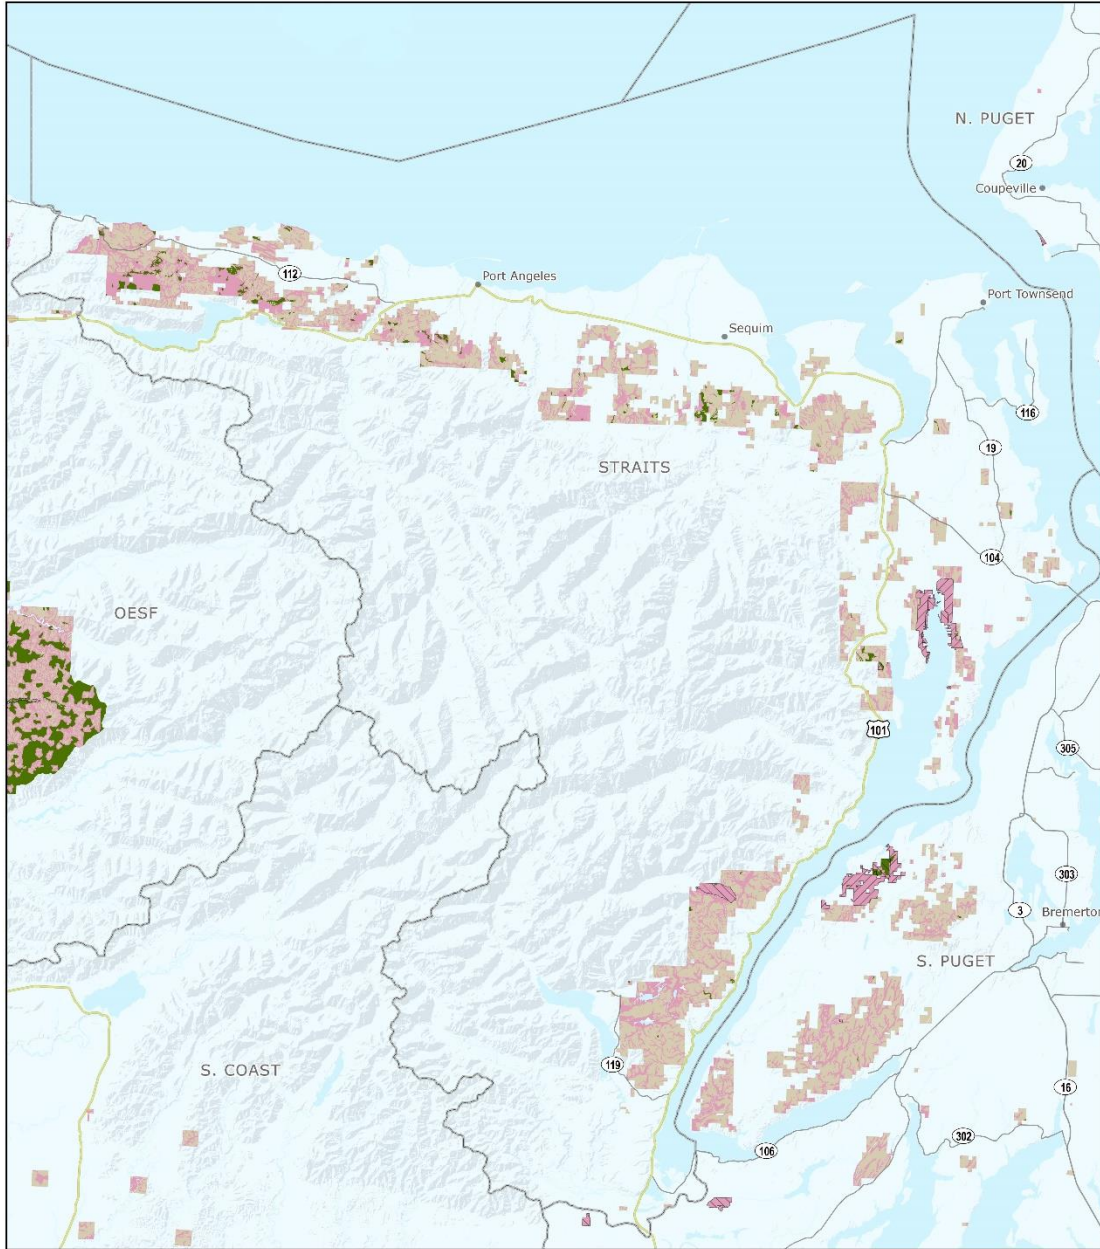 N. PUGET
20
Coupeville
112
Port Angeles
Port Townsend
Sequim
116
19
STRAITS
104
OESF
101
305
303
3
Bremerton
S. PUGET
119
S. COAST
16
302
106